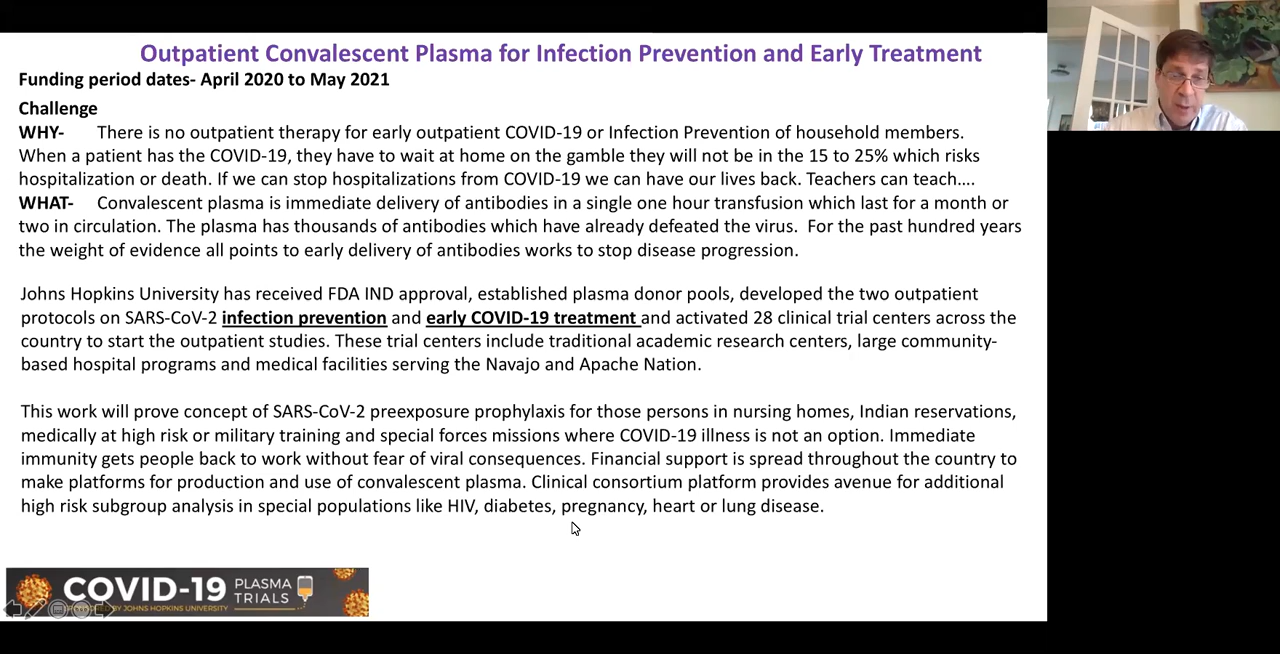 Outpatient Convalescent Plasma for Infection Prevention and Early Treatment
Funding period dates- April 2020 to May 2021
Challenge
WHY- There is no outpatient therapy for early outpatient COVID-19 or Infection Prevention of household members.
When a patient has the COVID-19, they have to wait at home on the gamble they will not be in the 15 to 25% which risks
hospitalization or death. If we can stop hospitalizations from COVID-19 we can have our lives back. Teachers can teach....
WHAT- Convalescent plasma is immediate delivery of antibodies in a single one hour transfusion which last for a month or
two in circulation. The plasma has thousands of antibodies which have already defeated the virus. For the past hundred years
the weight of evidence all points to early delivery of antibodies works to stop disease progression.
Johns Hopkins University has received FDA IND approval, established plasma donor pools, developed the two outpatient
protocols on SARS-CoV-2 infection prevention and early COVID-19 treatment and activated 28 clinical trial centers across the
country to start the outpatient studies. These trial centers include traditional academic research centers, large community-
based hospital programs and medical facilities serving the Navajo and Apache Nation.
This work will prove concept of SARS-CoV-2 preexposure prophylaxis for those persons in nursing homes, Indian reservations,
medically at high risk or military training and special forces missions where COVID-19 illness is not an option. Immediate
immunity gets people back to work without fear of viral consequences. Financial support is spread throughout the country to
make platforms for production and use of convalescent plasma. Clinical consortium platform provides avenue for additional
high risk subgroup analysis in special populations like HIV, diabetes, pregnancy, heart or lung disease.
COVID-19 PLASMA
TRIALS
BY JOHNS HOPKINS UNIVERSITY